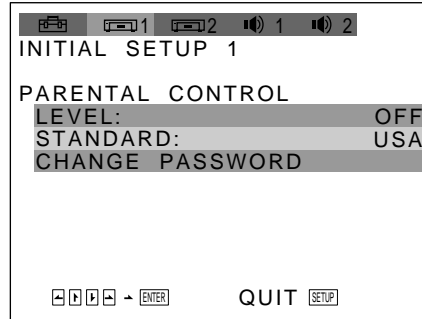 1 2 1 2
INITIAL SETUP 1
PARENTAL CONTROL
LEVEL: OFF
STANDARD: USA
CHANGE PASSWORD
ENTER QUIT SETUP